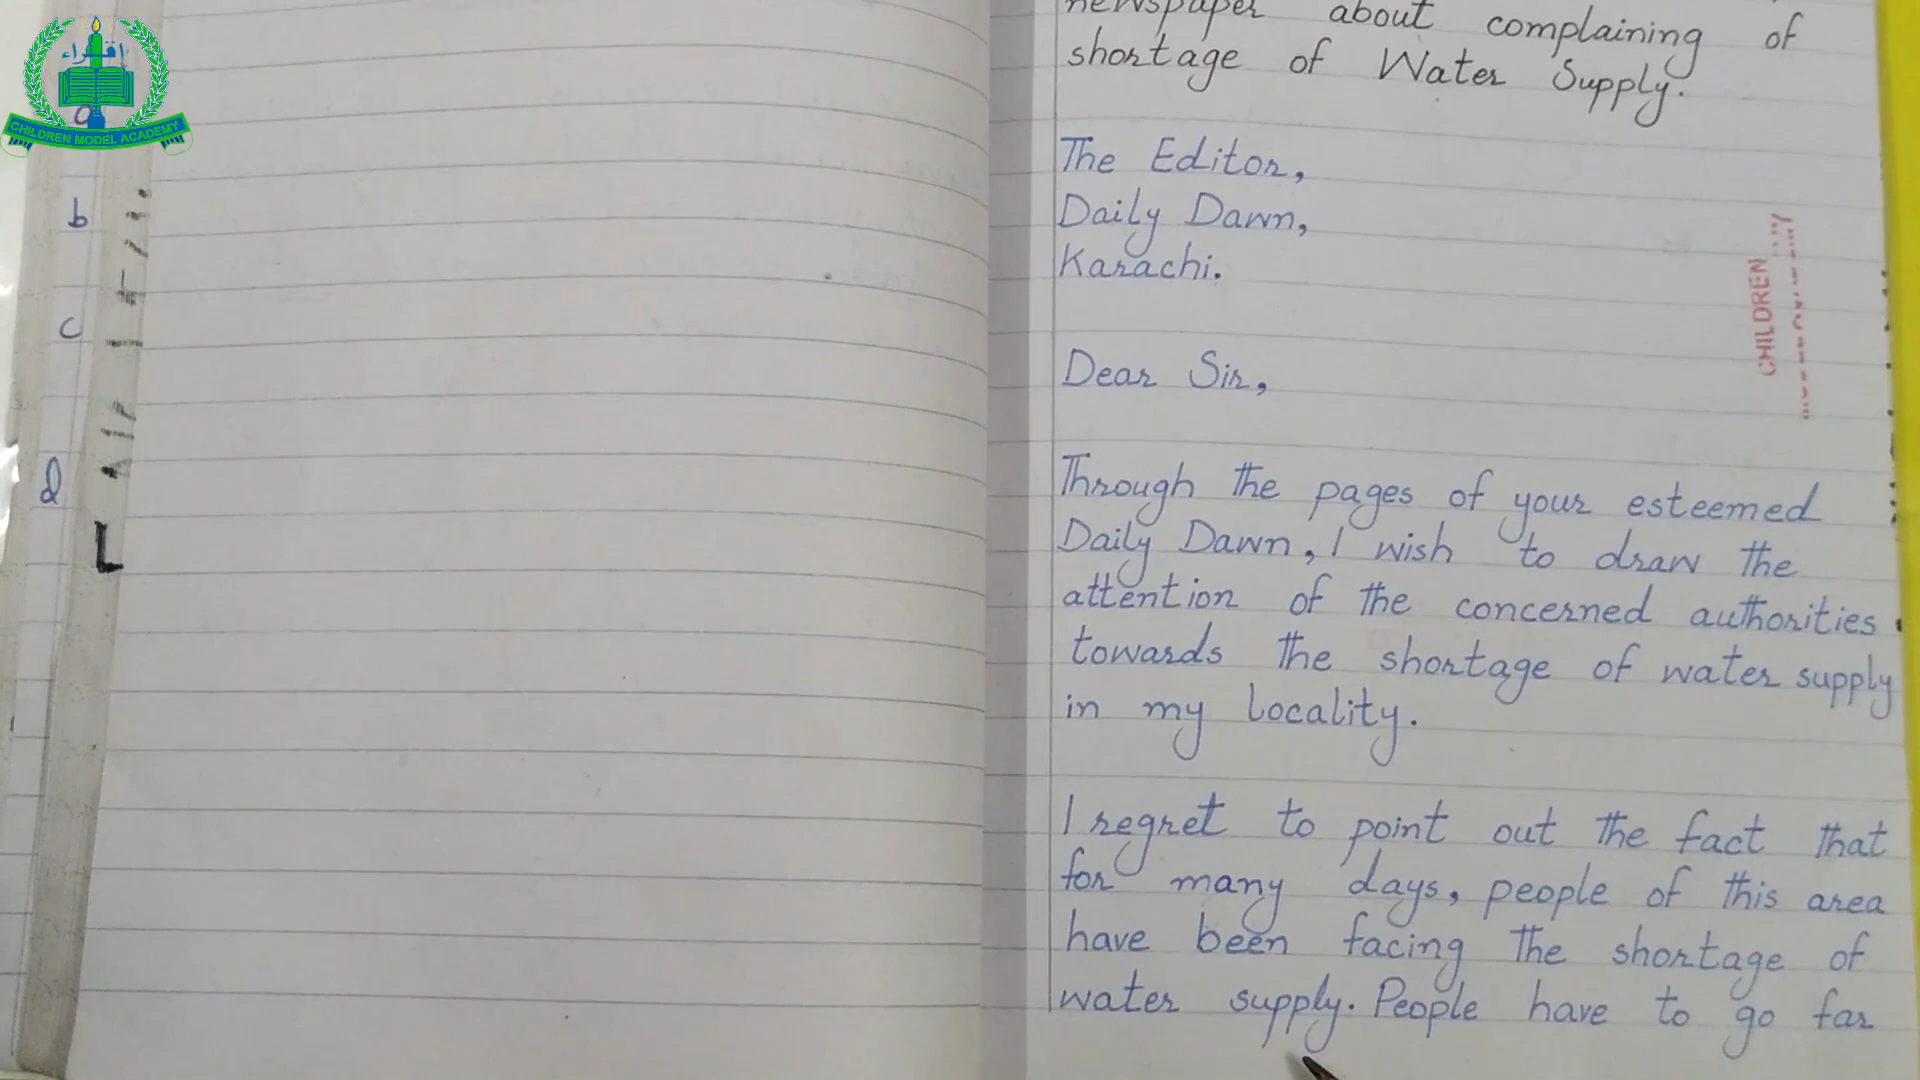 اقراء
CHILDREN MODEL ACADEMY
a
b
c
d
L
newspaper about complaining of
shortage of Water Supply.
The Editor,
Daily Dawn,
Karachi.
Dear Sir,
Through the pages of your esteemed
Daily Dawn, I wish to draw the
attention of the concerned authorities
towards the shortage of water supply
in my locality.
I regret to point out the fact that
for many days, people of this area
have been facing the shortage of
water supply. People have to go far
CHILDREN